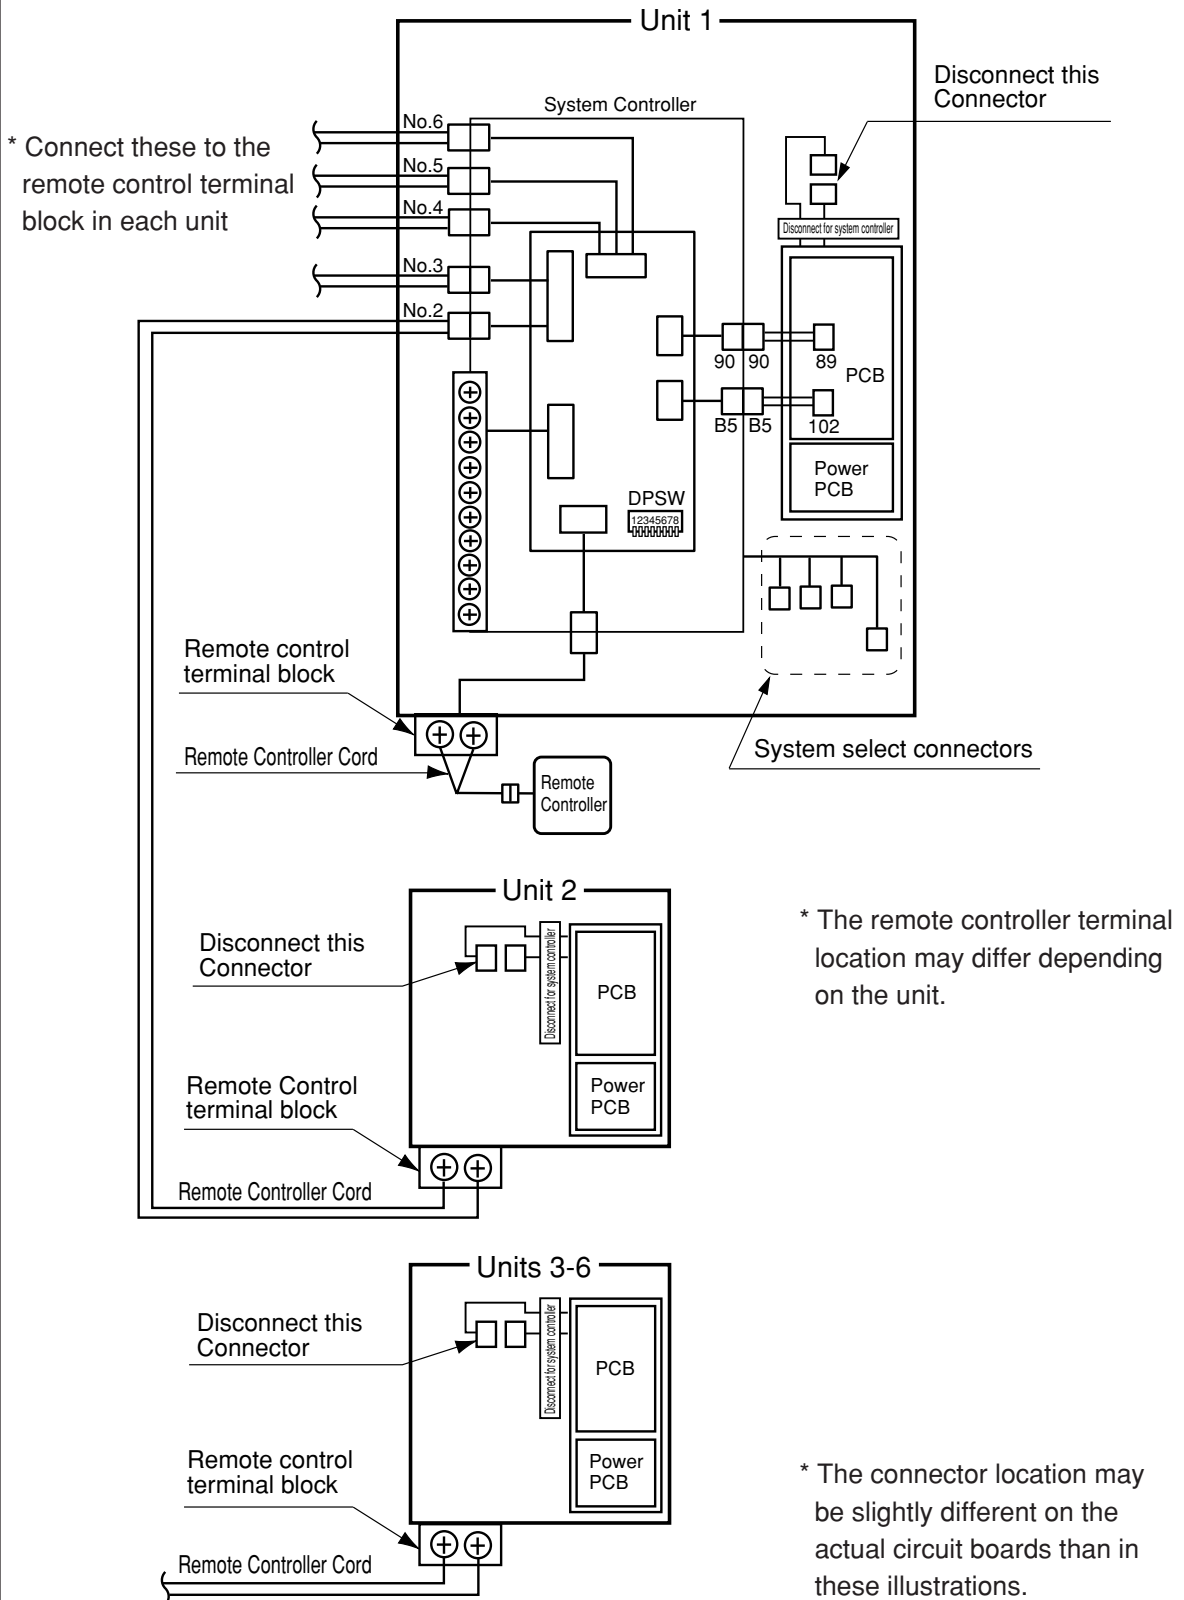 Unit 1
Disconnect this
Connector
System Controller
* Connect these to the
remote control terminal
block in each unit
No.6
No.5
No.4
No.3
No.2
Disconnect for system controller
90 90 89
PCB
B5 B5 102
Power
PCB
DPSW
12345678
Remote control
terminal block
Remote Controller Cord
System select connectors
Remote
Controller
Unit 2
Disconnect this
Connector
Disconnect for system controller
PCB
* The remote controller terminal
location may differ depending
on the unit.
Remote Control
terminal block
Power
PCB
Remote Controller Cord
Units 3-6
Disconnect this
Connector
Disconnect for system controller
PCB
Remote control
terminal block
Power
PCB
Remote Controller Cord
* The connector location may
be slightly different on the
actual circuit boards than in
these illustrations.